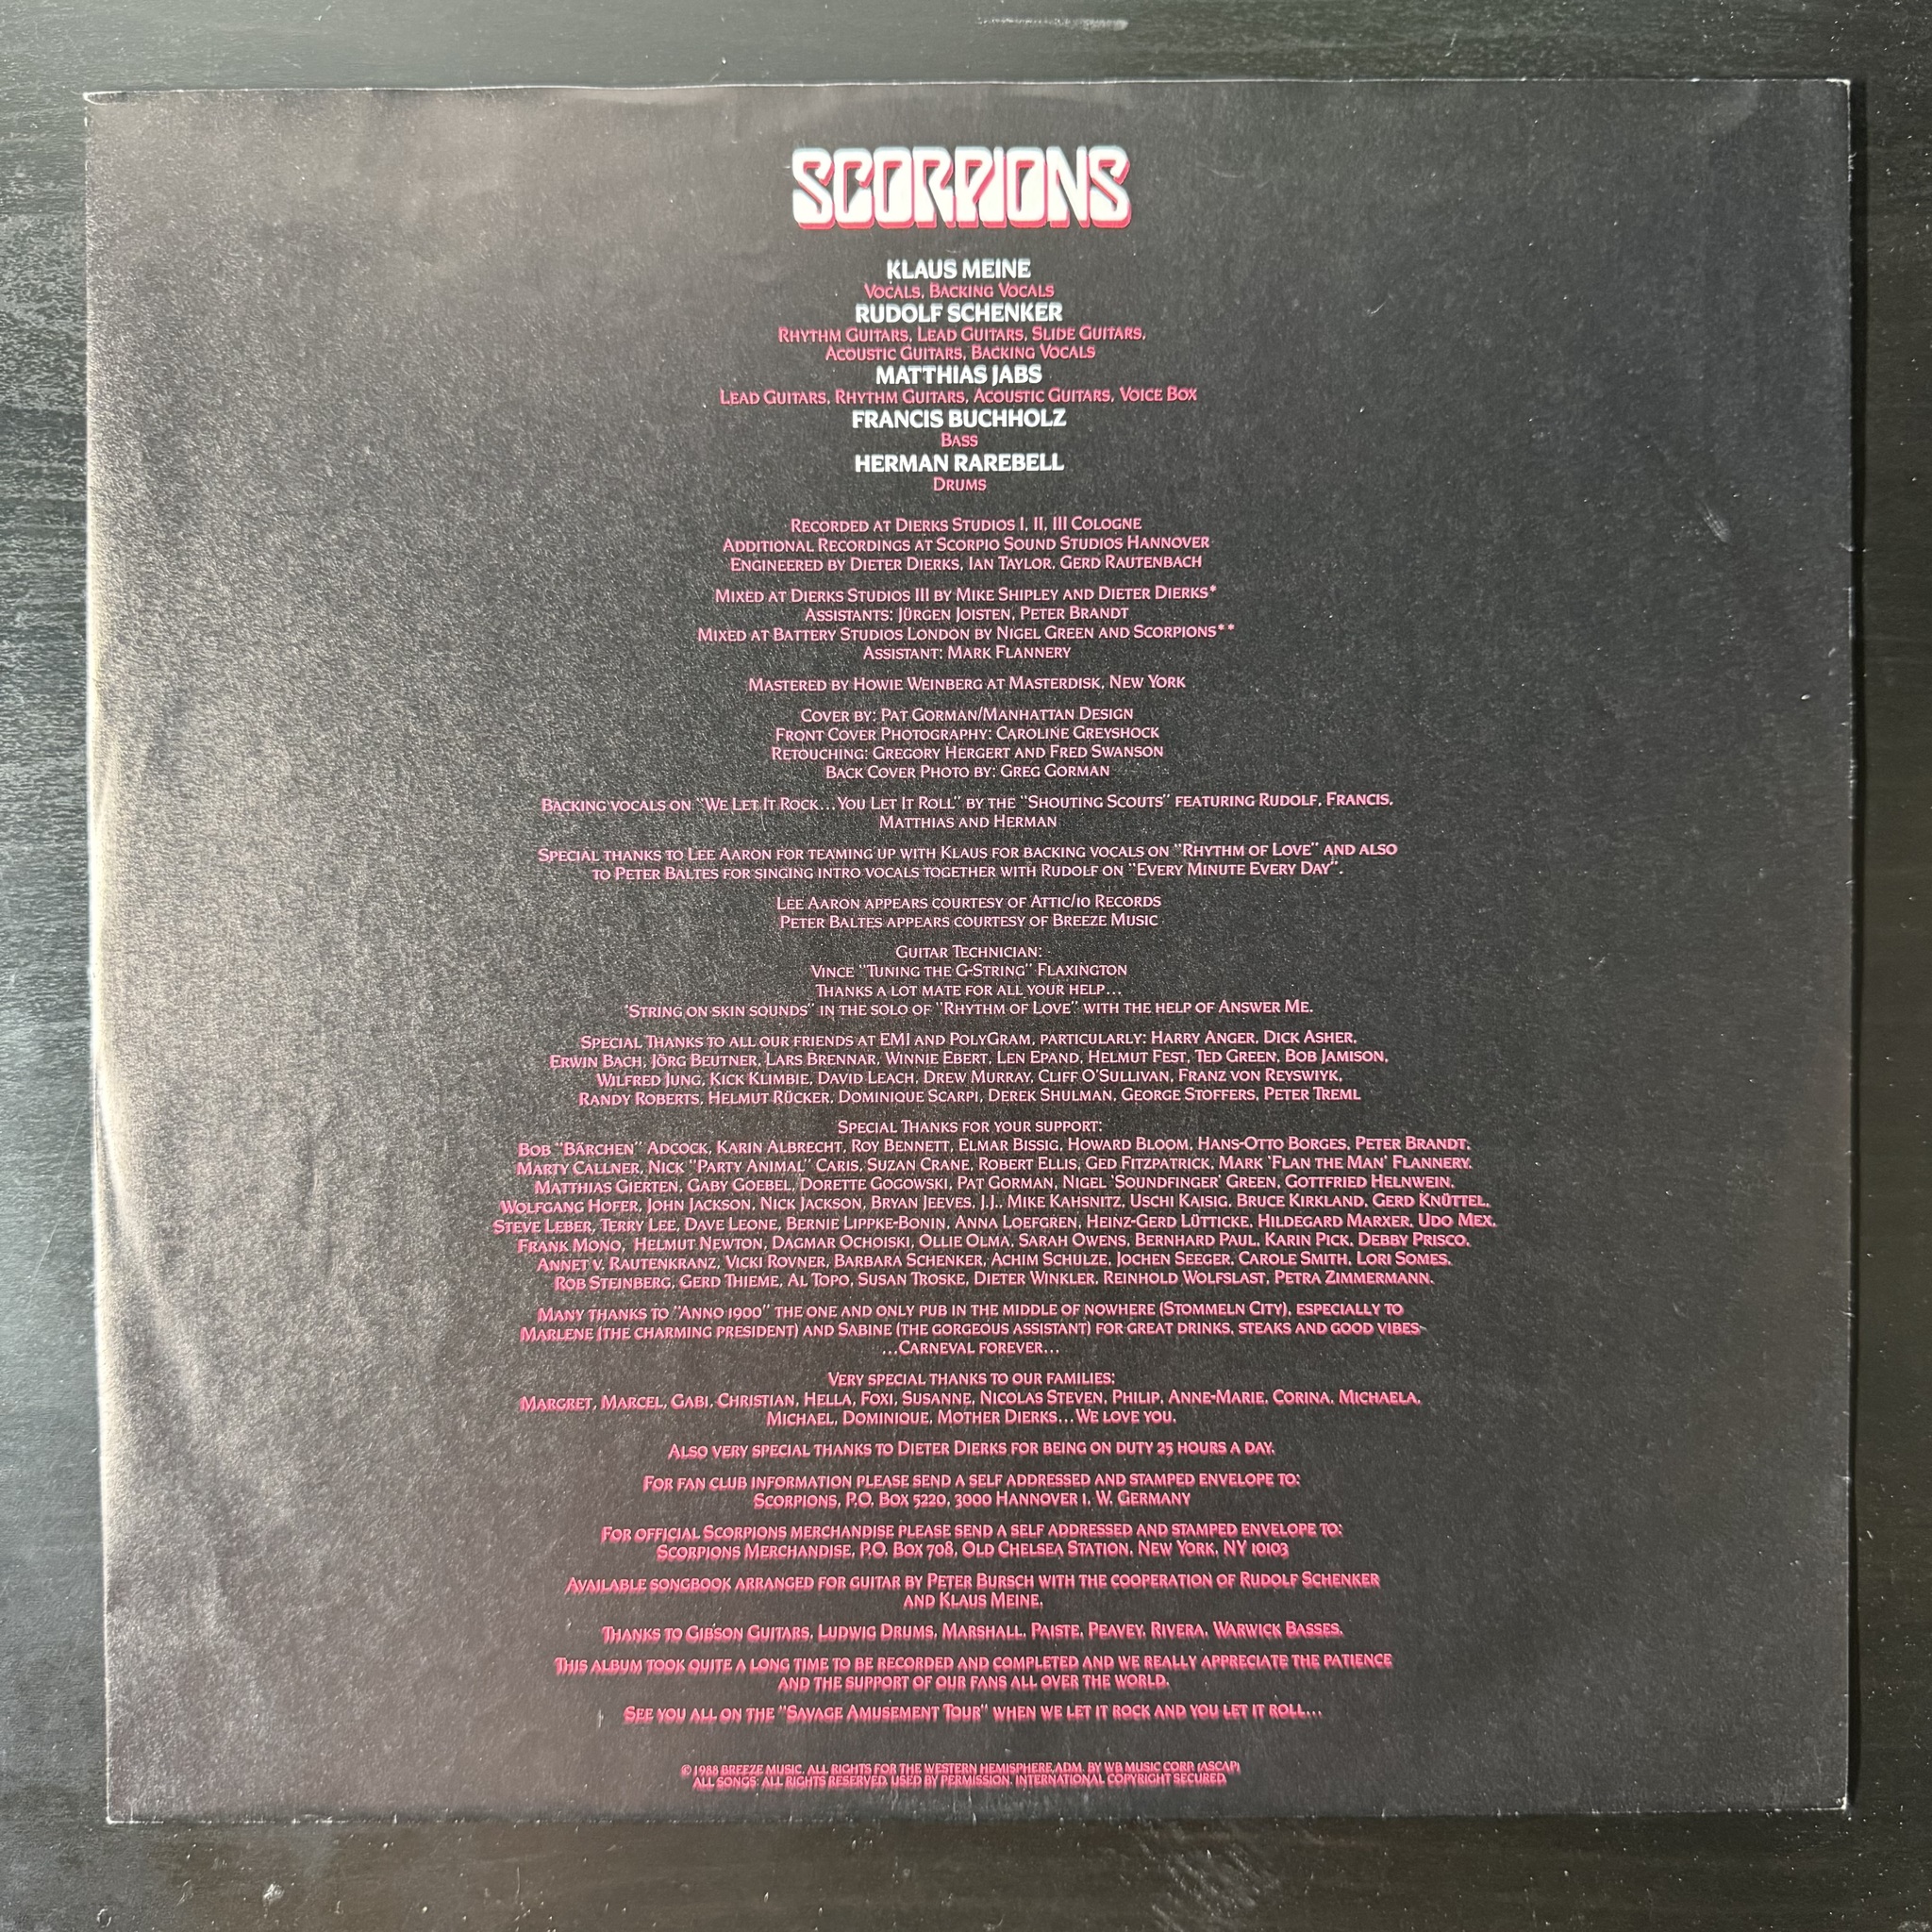 SCORPIONS
KLAUS MEINE
VOCALS, BACKING VOCALS
RUDOLF SCHENKER
RHYTHM GUITARS, LEAD GUITARS, SLIDE GUITARS,
ACOUSTIC GUITARS, BACKING VOCALS
MATTHIAS JABS
LEAD GUITARS, RHYTHM GUITARS, ACOUSTIC GUITARS, VOICE BOX
FRANCIS BUCHHOLZ
BASS
HERMAN RAREBELL
DRUMS
RECORDED AT DIERKS STUDIOS I, II, III COLOGNE
ADDITIONAL RECORDINGS AT SCORPIO SOUND STUDIOS HANNOVER
ENGINEERED BY DIETER DIERKS, IAN TAYLOR, GERD RAUTENBACH
MIXED AT DIERKS STUDIOS III BY MIKE SHIPLEY AND DIETER DIERKS*
ASSISTANTS: JÜRGEN JOISTEN, PETER BRANDT
MIXED AT BATTERY STUDIOS LONDON BY NIGEL GREEN AND SCORPIONS**
ASSISTANT: MARK FLANNERY
MASTERED BY HOWIE WEINBERG AT MASTERDISK, NEW YORK
COVER BY: PAT GORMAN/MANHATTAN DESIGN
FRONT COVER PHOTOGRAPHY: CAROLINE GREYSHOCK
RETOUCHING: GREGORY HERGERT AND FRED SWANSON
BACK COVER PHOTO BY: GREG GORMAN
BACKING VOCALS ON "WE LET IT ROCK...YOU LET IT ROLL" BY THE "SHOUTING SCOUTS" FEATURING RUDOLF, FRANCIS,
MATTHIAS AND HERMAN
SPECIAL THANKS TO LEE AARON FOR TEAMING UP WITH KLAUS FOR BACKING VOCALS ON "RHYTHM OF LOVE" AND ALSO
TO PETER BALTES FOR SINGING INTRO VOCALS TOGETHER WITH RUDOLF ON "EVERY MINUTE EVERY DAY".
LEE AARON APPEARS COURTESY OF ATTIC/10 RECORDS
PETER BALTES APPEARS COURTESY OF BREEZE MUSIC
GUITAR TECHNICIAN:
VINCE "TUNING THE G-STRING" FLAXINGTON
THANKS A LOT MATE FOR ALL YOUR HELP...
'STRING ON SKIN SOUNDS" IN THE SOLO OF "RHYTHM OF LOVE" WITH THE HELP OF ANSWER ME.
SPECIAL THANKS TO ALL OUR FRIENDS AT EMI AND POLYGRAM, PARTICULARLY: HARRY ANGER, DICK ASHER,
ERWIN BACH, JÖRG BEUTNER, LARS BRENNAR, WINNIE EBERT, LEN EPAND, HELMUT FEST, TED GREEN, BOB JAMISON,
WILFRED JUNG, KICK KLIMBIE, DAVID LEACH, DREW MURRAY, CLIFF O'SULLIVAN, FRANZ VON REYSWIYK,
RANDY ROBERTS, HELMUT RÜCKER, DOMINIQUE SCARPI, DEREK SHULMAN, GEORGE STOFFERS, PETER TREML
SPECIAL THANKS FOR YOUR SUPPORT:
BOB "BÄRCHEN" ADCOCK, KARIN ALBRECHT, ROY BENNETT, ELMAR BISSIG, HOWARD BLOOM, HANS-OTTO BORGES, PETER BRANDT,
MARTY CALLNER, NICK "PARTY ANIMAL" CARIS, SUZAN CRANE, ROBERT ELLIS, GED FITZPATRICK, MARK 'FLAN THE MAN' FLANNERY,
MATTHIAS GIERTEN, GABY GOEBEL, DORETTE GOGOWSKI, PAT GORMAN, NIGEL 'SOUNDFINGER' GREEN, GOTTFRIED HELNWEIN,
WOLFGANG HOFER, JOHN JACKSON, NICK JACKSON, BRYAN JEEVES, J.J., MIKE KAHSNITZ, USCHI KAISIG, BRUCE KIRKLAND, GERD KNÜTTEL,
STEVE LEBER, TERRY LEE, DAVE LEONE, BERNIE LIPPKE-BONIN, ANNA LOEFGREN, HEINZ-GERD LÜTTICKE, HILDEGARD MARXER, UDO MEX,
FRANK MONO, HELMUT NEWTON, DAGMAR OCHOISKI, OLLIE OLMA, SARAH OWENS, BERNHARD PAUL, KARIN PICK, DEBBY PRISCO,
ANNET V. RAUTENKRANZ, VICKI ROVNER, BARBARA SCHENKER, ACHIM SCHULZE, JOCHEN SEEGER, CAROLE SMITH, LORI SOMES,
ROB STEINBERG, GERD THIEME, AL TOPO, SUSAN TROSKE, DIETER WINKLER, REINHOLD WOLFSLAST, PETRA ZIMMERMANN.
MANY THANKS TO "ANNO 1900" THE ONE AND ONLY PUB IN THE MIDDLE OF NOWHERE (STOMMELN CITY), ESPECIALLY TO
MARLENE (THE CHARMING PRESIDENT) AND SABINE (THE GORGEOUS ASSISTANT) FOR GREAT DRINKS, STEAKS AND GOOD VIBES
...CARNEVAL FOREVER...
VERY SPECIAL THANKS TO OUR FAMILIES:
MARGRET, MARCEL, GABI, CHRISTIAN, HELLA, FOXI, SUSANNE, NICOLAS STEVEN, PHILIP, ANNE-MARIE, CORINA, MICHAELA,
MICHAEL, DOMINIQUE, MOTHER DIERKS...WE LOVE YOU.
ALSO VERY SPECIAL THANKS TO DIETER DIERKS FOR BEING ON DUTY 25 HOURS A DAY.
FOR FAN CLUB INFORMATION PLEASE SEND A SELF ADDRESSED AND STAMPED ENVELOPE TO:
SCORPIONS, P.O. BOX 5220, 3000 HANNOVER 1, W. GERMANY
FOR OFFICIAL SCORPIONS MERCHANDISE PLEASE SEND A SELF ADDRESSED AND STAMPED ENVELOPE TO:
SCORPIONS MERCHANDISE, P.O. BOX 708, OLD CHELSEA STATION, NEW YORK, NY 10103
AVAILABLE SONGBOOK ARRANGED FOR GUITAR BY PETER BURSCH WITH THE COOPERATION OF RUDOLF SCHENKER
AND KLAUS MEINE.
THANKS TO GIBSON GUITARS, LUDWIG DRUMS, MARSHALL, PAISTE, PEAVEY, RIVERA, WARWICK BASSES.
THIS ALBUM TOOK QUITE A LONG TIME TO BE RECORDED AND COMPLETED AND WE REALLY APPRECIATE THE PATIENCE
AND THE SUPPORT OF OUR FANS ALL OVER THE WORLD.
SEE YOU ALL ON THE "SAVAGE AMUSEMENT TOUR" WHEN WE LET IT ROCK AND YOU LET IT ROLL...
© 1988 BREEZE MUSIC. ALL RIGHTS FOR THE WESTERN HEMISPHERE ADM. BY WB MUSIC CORP. (ASCAP)
ALL SONGS: ALL RIGHTS RESERVED. USED BY PERMISSION. INTERNATIONAL COPYRIGHT SECURED.